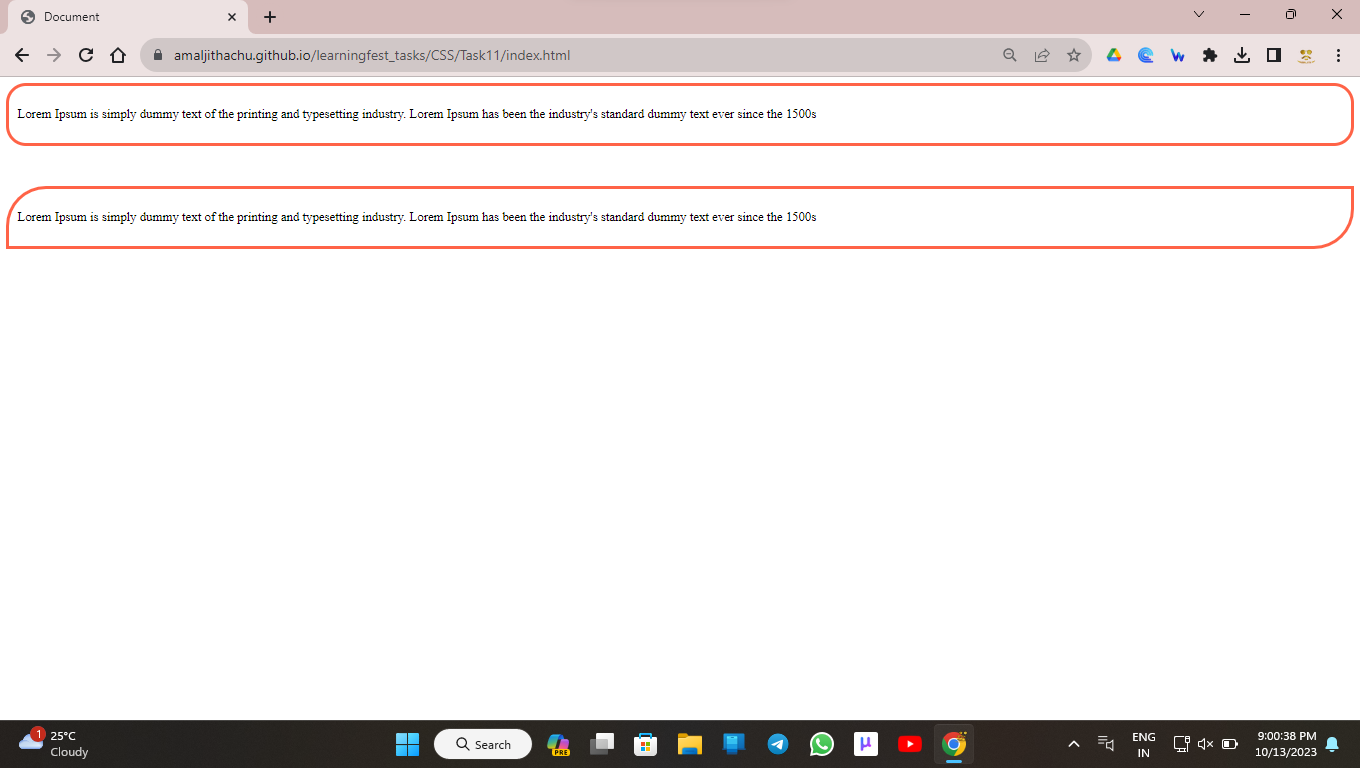 Document
amaljithachu.github.io/learningfest_tasks/CSS/Task11/index.html
Lorem Ipsum is simply dummy text of the printing and typesetting industry. Lorem Ipsum has been the industry's standard dummy text ever since the 1500s
Lorem Ipsum is simply dummy text of the printing and typesetting industry. Lorem Ipsum has been the industry's standard dummy text ever since the 1500s
1
25°C
Cloudy
Search
PRE
ENG
IN
9:00:38 PM
10/13/2023